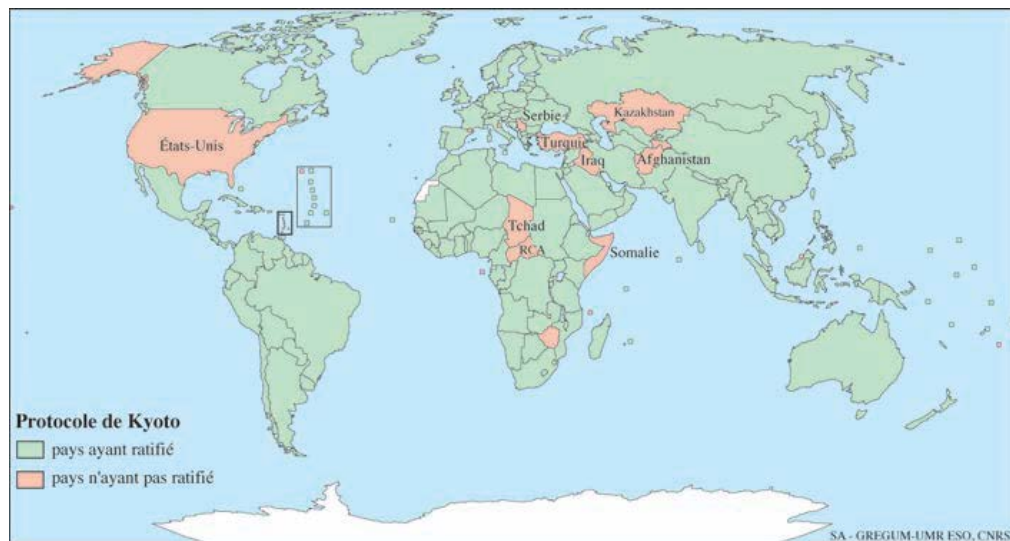 Serbie
Kazakhstan
États-Unis
Turquie
Iraq
Afghanistan
Tchad
RCA
Somalie
Protocole de Kyoto
pays ayant ratifié
pays n'ayant pas ratifié
SA - GREGUM-UMR ESO, CNRS